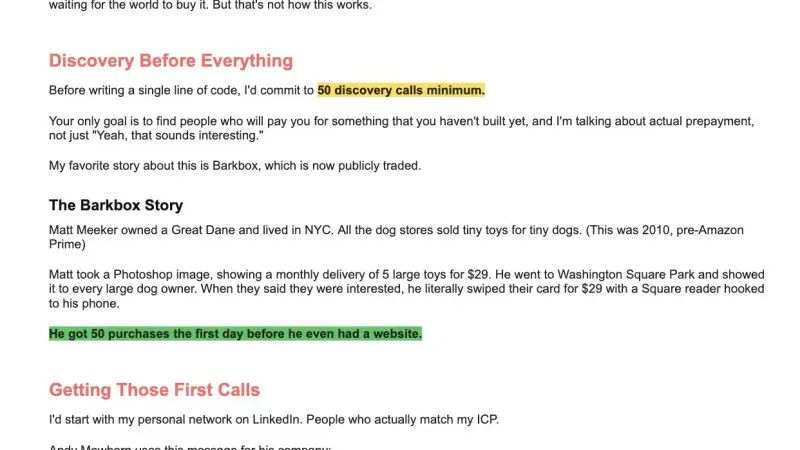 waiting for the world to buy it. But that's not how this works.
Discovery Before Everything
Before writing a single line of code, I'd commit to 50 discovery calls minimum.
Your only goal is to find people who will pay you for something that you haven't built yet, and I'm talking about actual prepayment,
not just "Yeah, that sounds interesting."
My favorite story about this is Barkbox, which is now publicly traded.
The Barkbox Story
Matt Meeker owned a Great Dane and lived in NYC. All the dog stores sold tiny toys for tiny dogs. (This was 2010, pre-Amazon
Prime)
Matt took a Photoshop image, showing a monthly delivery of 5 large toys for $29. He went to Washington Square Park and showed
it to every large dog owner. When they said they were interested, he literally swiped their card for $29 with a Square reader hooked
to his phone.
He got 50 purchases the first day before he even had a website.
Getting Those First Calls
I'd start with my personal network on LinkedIn. People who actually match my ICP.
Andy Mewborn uses this message for his company: